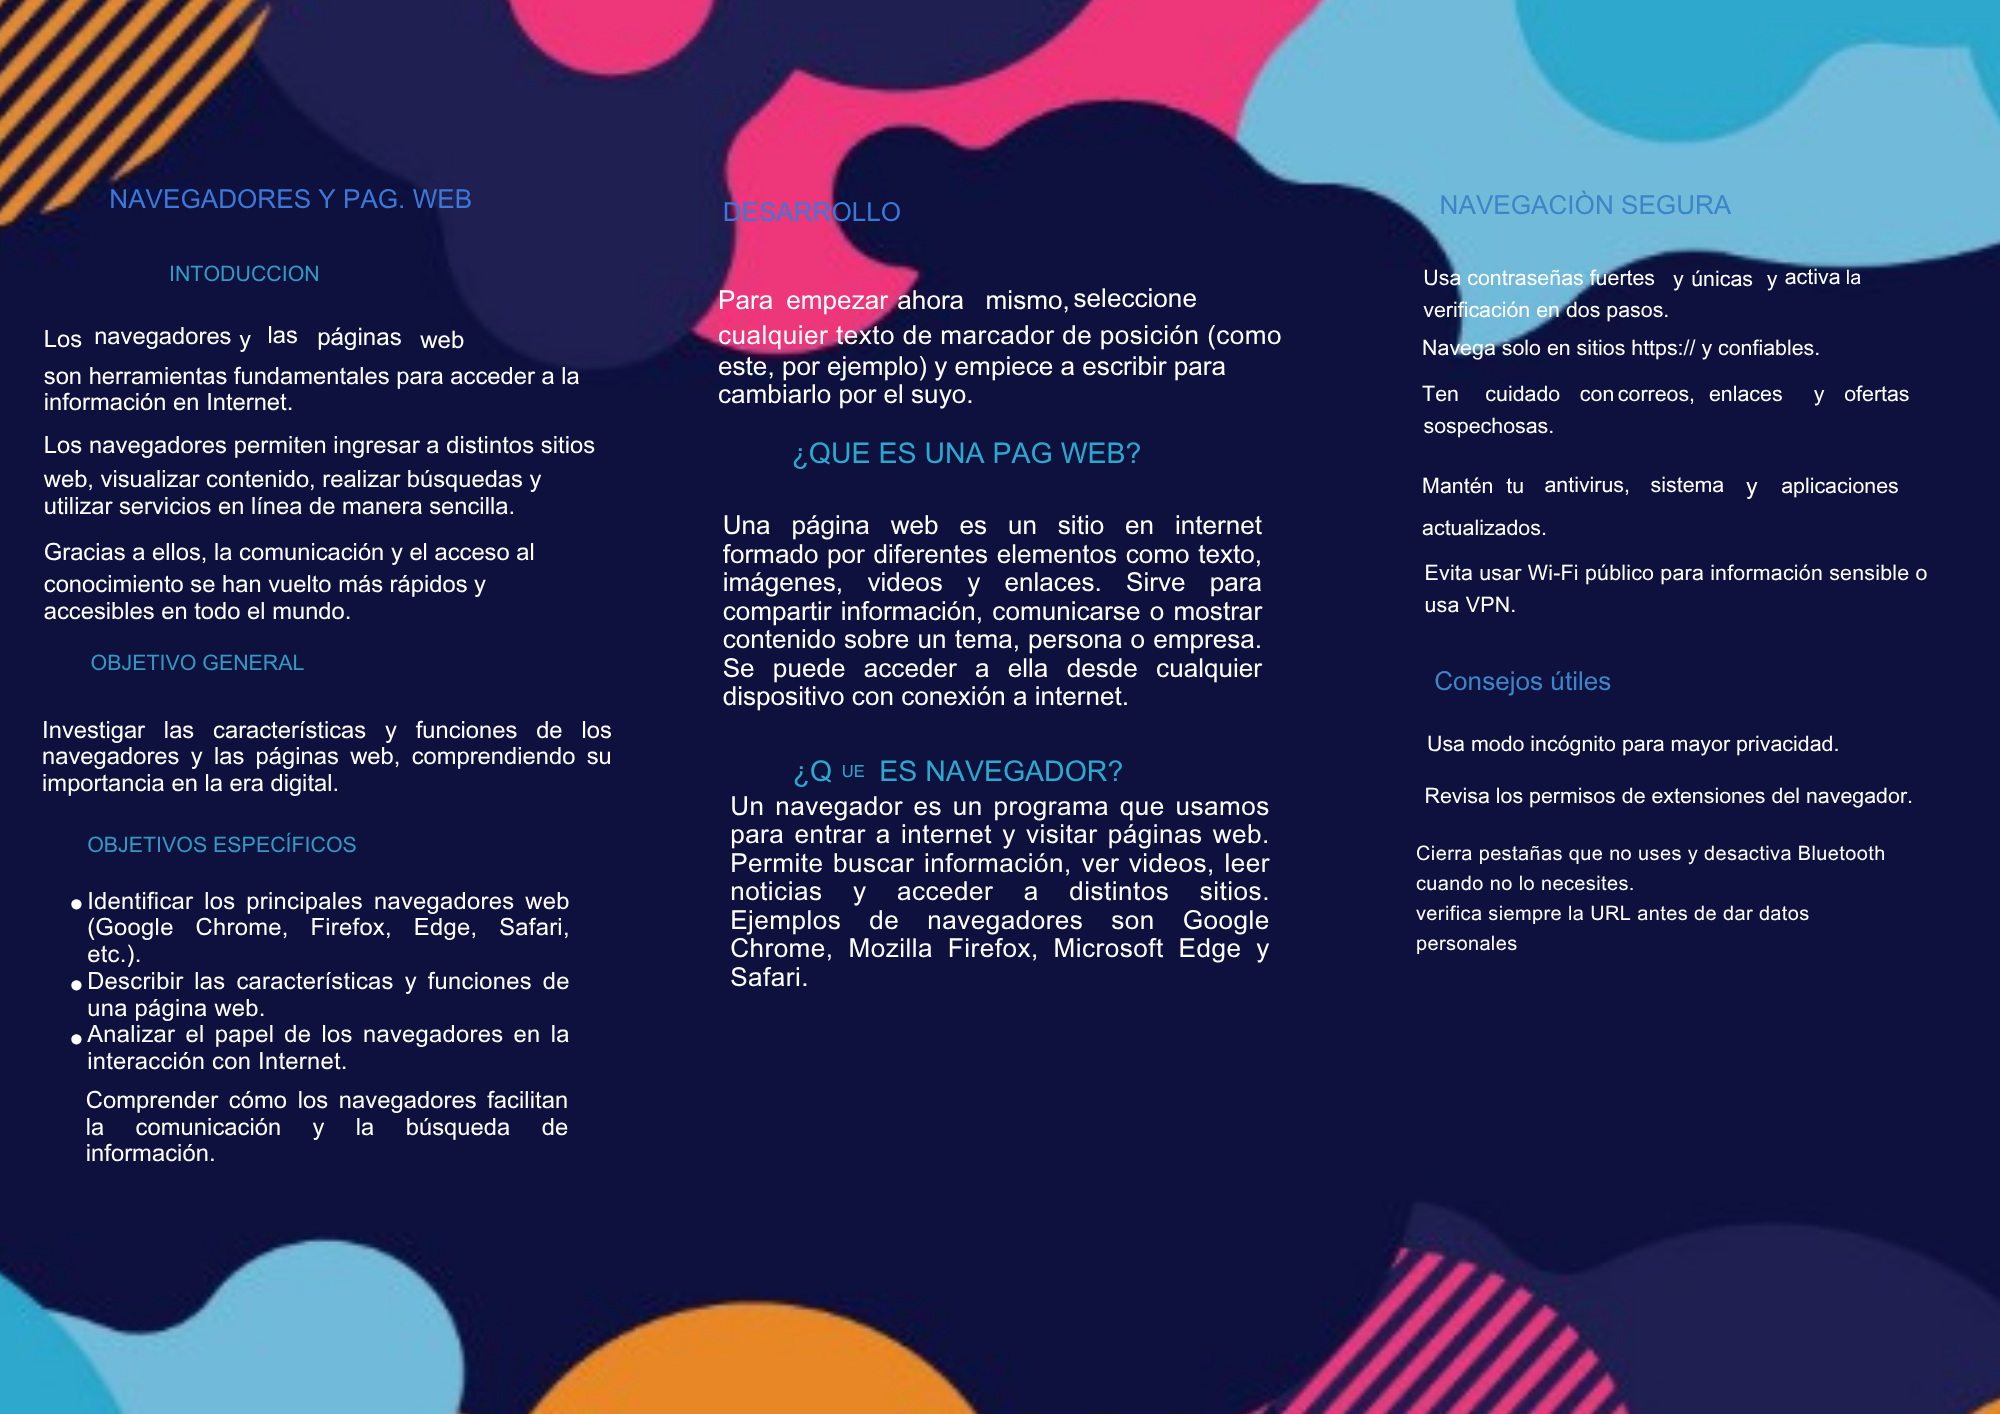 NAVEGADORES Y PAG. WEB
INTODUCCION
Los navegadores y las páginas web
son herramientas fundamentales para acceder a la
información en Internet.
Los navegadores permiten ingresar a distintos sitios
web, visualizar contenido, realizar búsquedas y
utilizar servicios en línea de manera sencilla.
Gracias a ellos, la comunicación y el acceso al
conocimiento se han vuelto más rápidos y
accesibles en todo el mundo.
OBJETIVO GENERAL
Investigar las características y funciones de los
navegadores y las páginas web, comprendiendo su
importancia en la era digital.
OBJETIVOS ESPECÍFICOS
● Identificar los principales navegadores web
(Google Chrome, Firefox, Edge, Safari,
etc.).
● Describir las características y funciones de
una página web.
● Analizar el papel de los navegadores en la
interacción con Internet.
Comprender cómo los navegadores facilitan
la comunicación y la búsqueda de
información.
DESARROLLO
Para empezar ahora mismo, seleccione
cualquier texto de marcador de posición (como
este, por ejemplo) y empiece a escribir para
cambiarlo por el suyo.
¿QUE ES UNA PAG WEB?
Una página web es un sitio en internet
formado por diferentes elementos como texto,
imágenes, videos y enlaces. Sirve para
compartir información, comunicarse o mostrar
contenido sobre un tema, persona o empresa.
Se puede acceder a ella desde cualquier
dispositivo con conexión a internet.
¿Q UE ES NAVEGADOR?
Un navegador es un programa que usamos
para entrar a internet y visitar páginas web.
Permite buscar información, ver videos, leer
noticias y acceder a distintos sitios.
Ejemplos de navegadores son Google
Chrome, Mozilla Firefox, Microsoft Edge y
Safari.
NAVEGACIÒN SEGURA
Usa contraseñas fuertes y únicas y activa la
verificación en dos pasos.
Navega solo en sitios https:// y confiables.
Ten cuidado con correos, enlaces y ofertas
sospechosas.
Mantén tu antivirus, sistema y aplicaciones
actualizados.
Evita usar Wi-Fi público para información sensible o
usa VPN.
Consejos útiles
Usa modo incógnito para mayor privacidad.
Revisa los permisos de extensiones del navegador.
Cierra pestañas que no uses y desactiva Bluetooth
cuando no lo necesites.
verifica siempre la URL antes de dar datos
personales